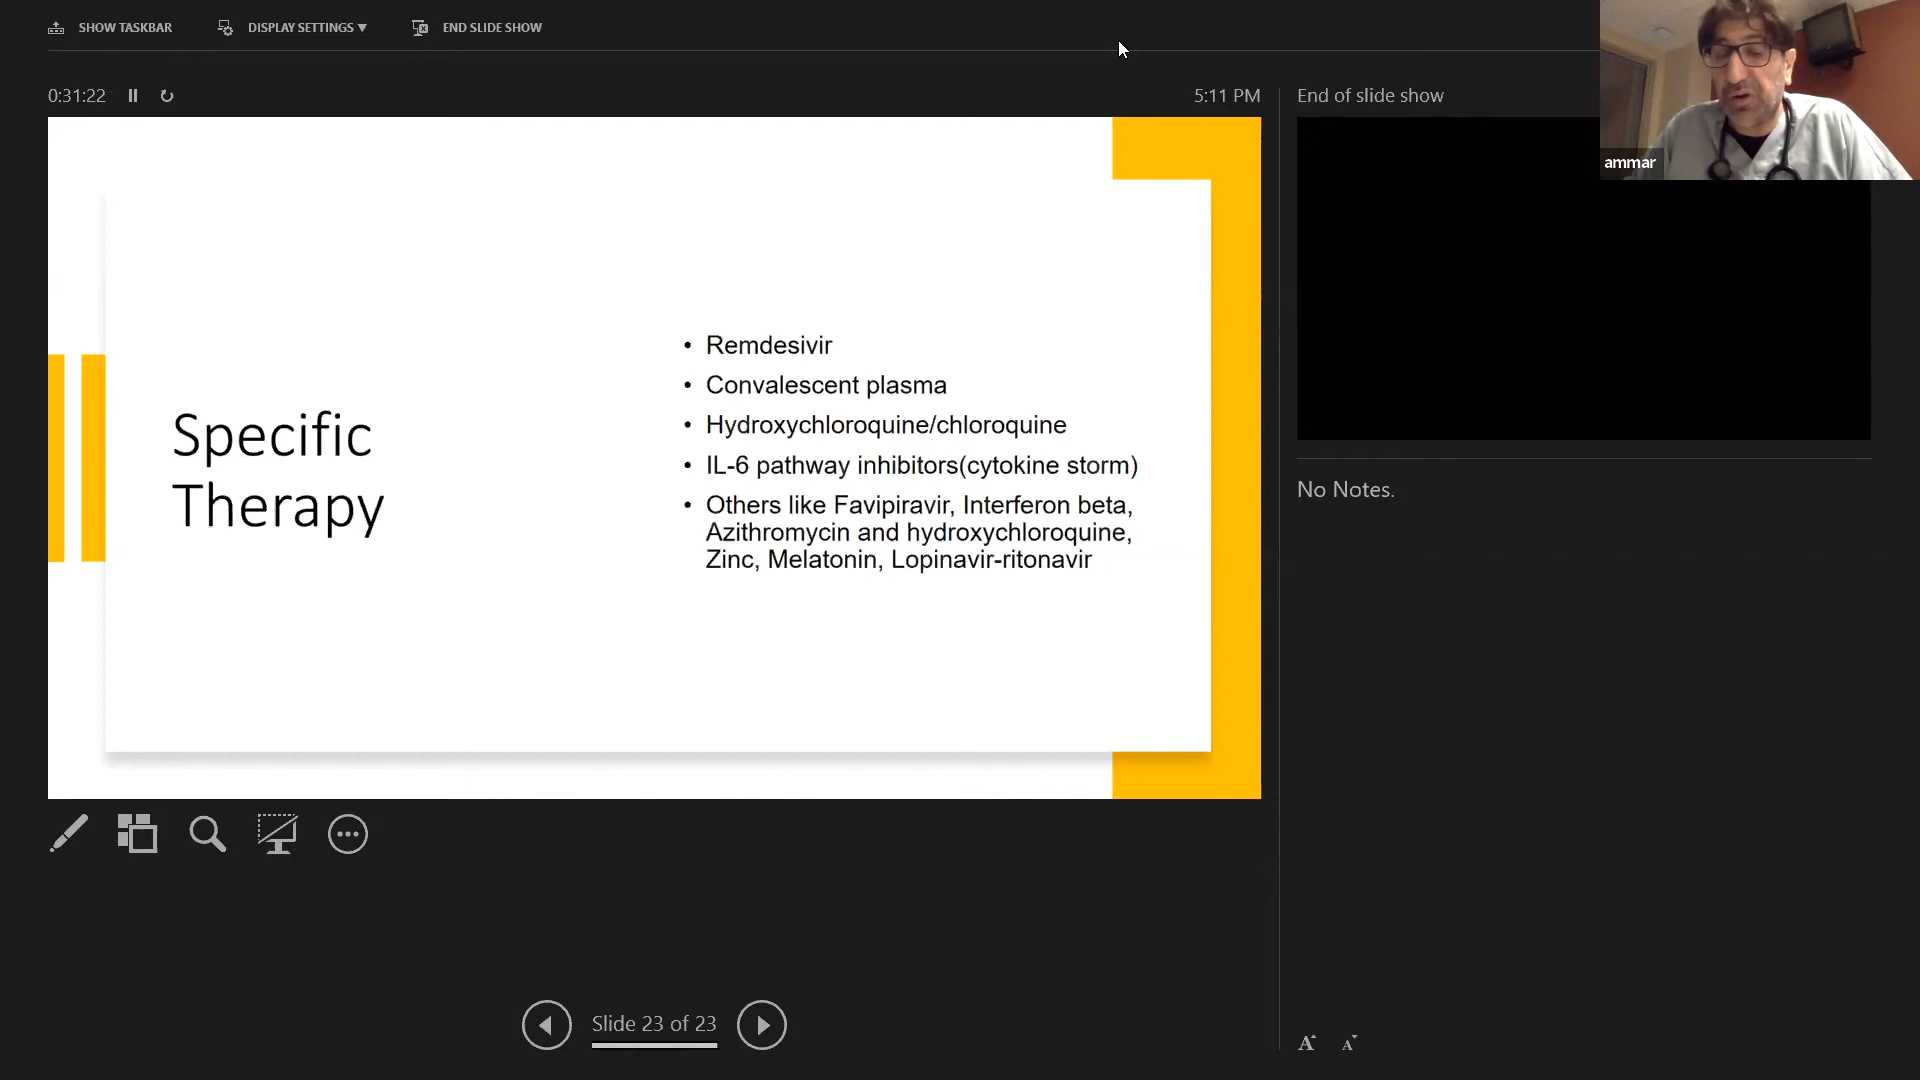 SHOW TASKBAR
DISPLAY SETTINGS ▾
END SLIDE SHOW
0:31:22
5:11 PM
End of slide show
ammar
Specific
Therapy
• Remdesivir
• Convalescent plasma
• Hydroxychloroquine/chloroquine
• IL-6 pathway inhibitors(cytokine storm)
• Others like Favipiravir, Interferon beta,
Azithromycin and hydroxychloroquine,
Zinc, Melatonin, Lopinavir-ritonavir
No Notes.
Slide 23 of 23
A A